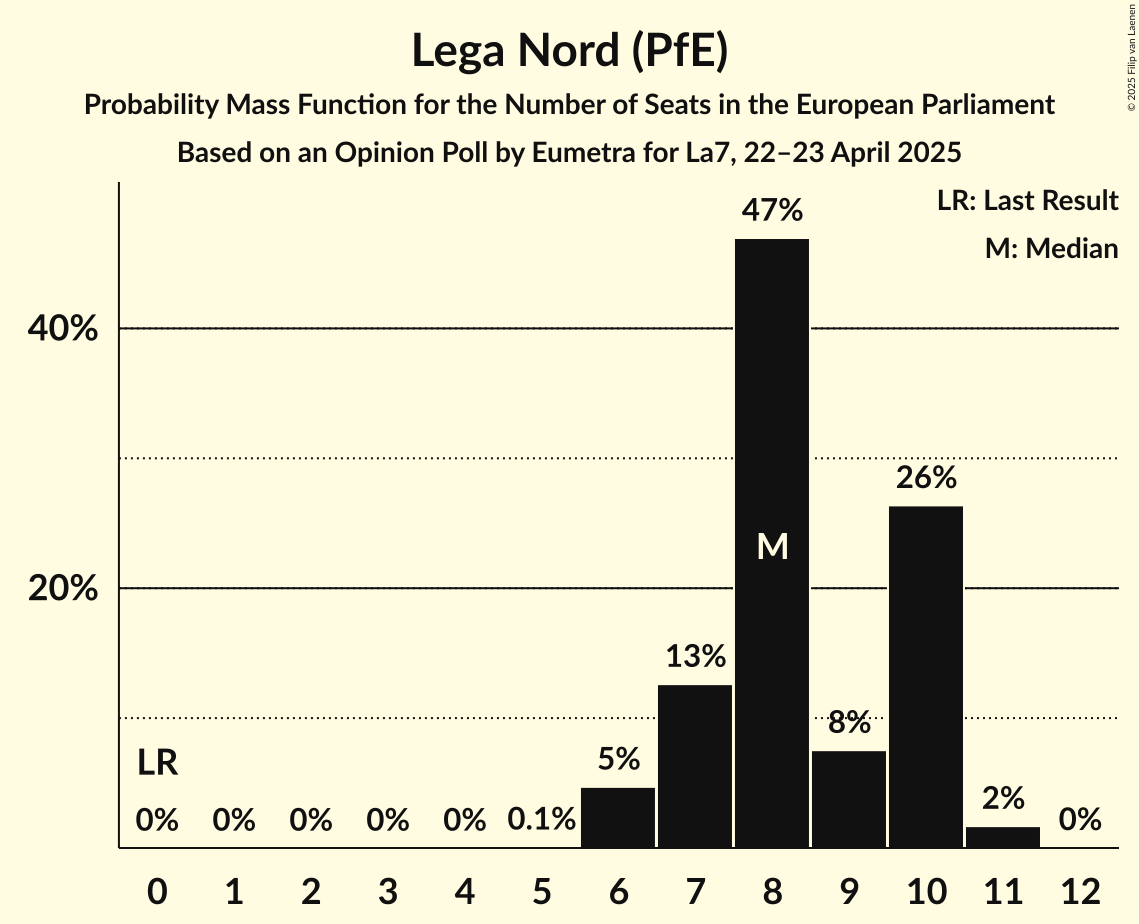 Lega Nord (PfE)
Probability Mass Function for the Number of Seats in the European Parliament
Based on an Opinion Poll by Eumetra for La7, 22–23 April 2025
© 2025 Filip van Laenen
LR: Last Result
M: Median
47%
40%
26%
M
20%
13%
8%
5%
LR
2%
0% 0% 0% 0% 0% 0.1% 0%
0 1 2 3 4 5 6 7 8 9 10 11 12